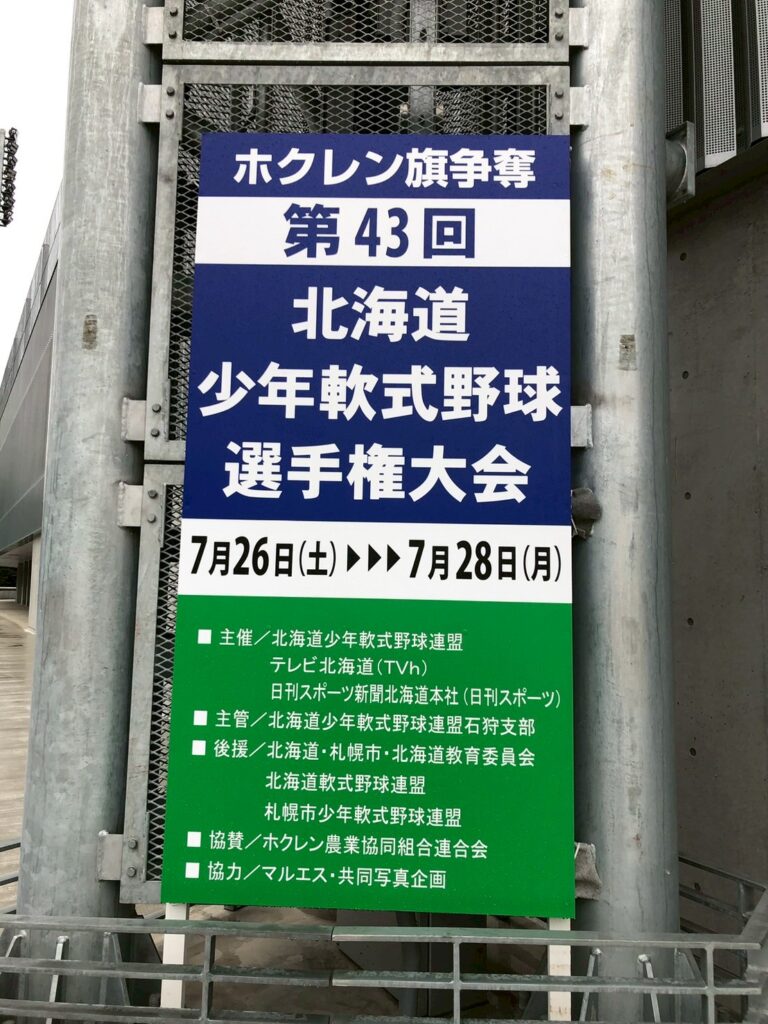 ホクレン旗争奪
第43回
北海道
少年軟式野球
選手権大会
7月26日(土)▶▶▶7月28日(月)
■ 主催／北海道少年軟式野球連盟
テレビ北海道(TVh)
日刊スポーツ新聞北海道本社(日刊スポーツ)
■ 主管／北海道少年軟式野球連盟石狩支部
■ 後援／北海道・札幌市・北海道教育委員会
北海道軟式野球連盟
札幌市少年軟式野球連盟
■ 協賛／ホクレン農業協同組合連合会
■ 協力／マルエス・共同写真企画